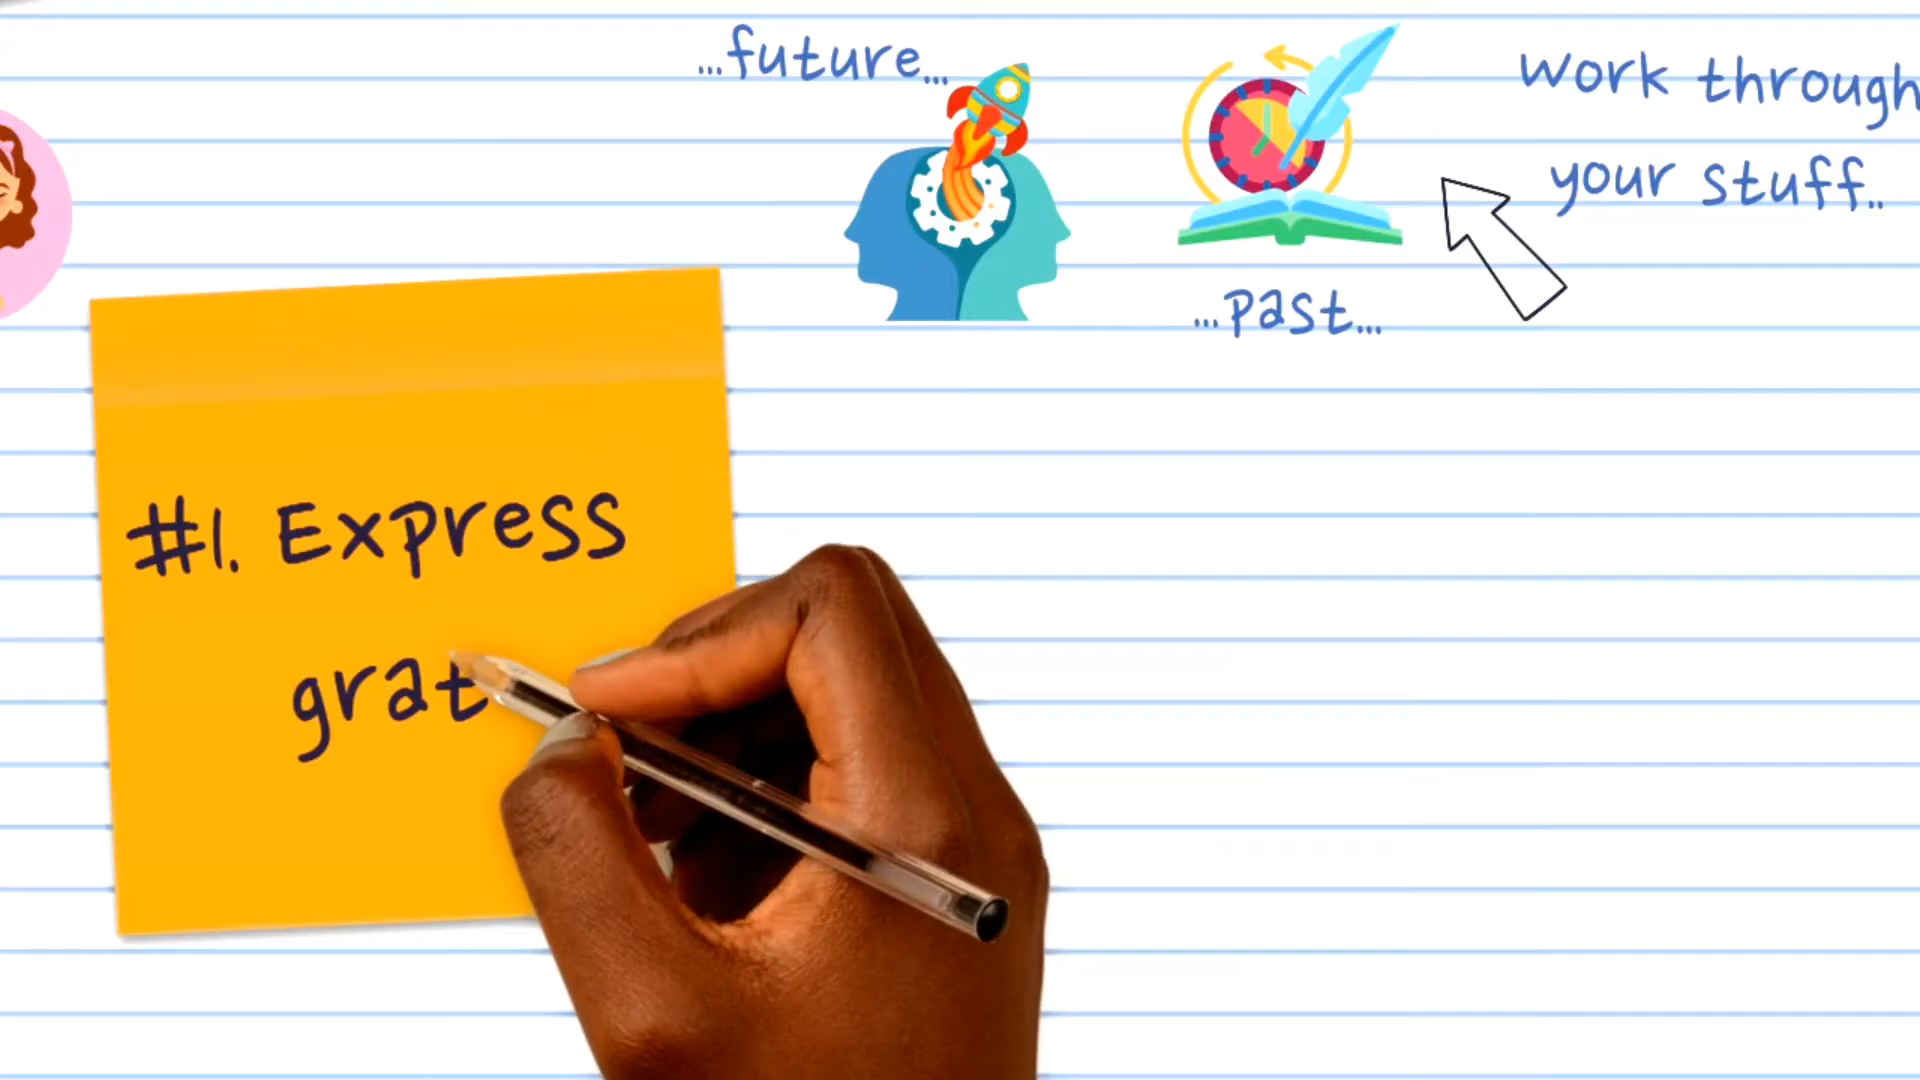 ...future...
work through
your stuff..
...past...
#1. Express
grat